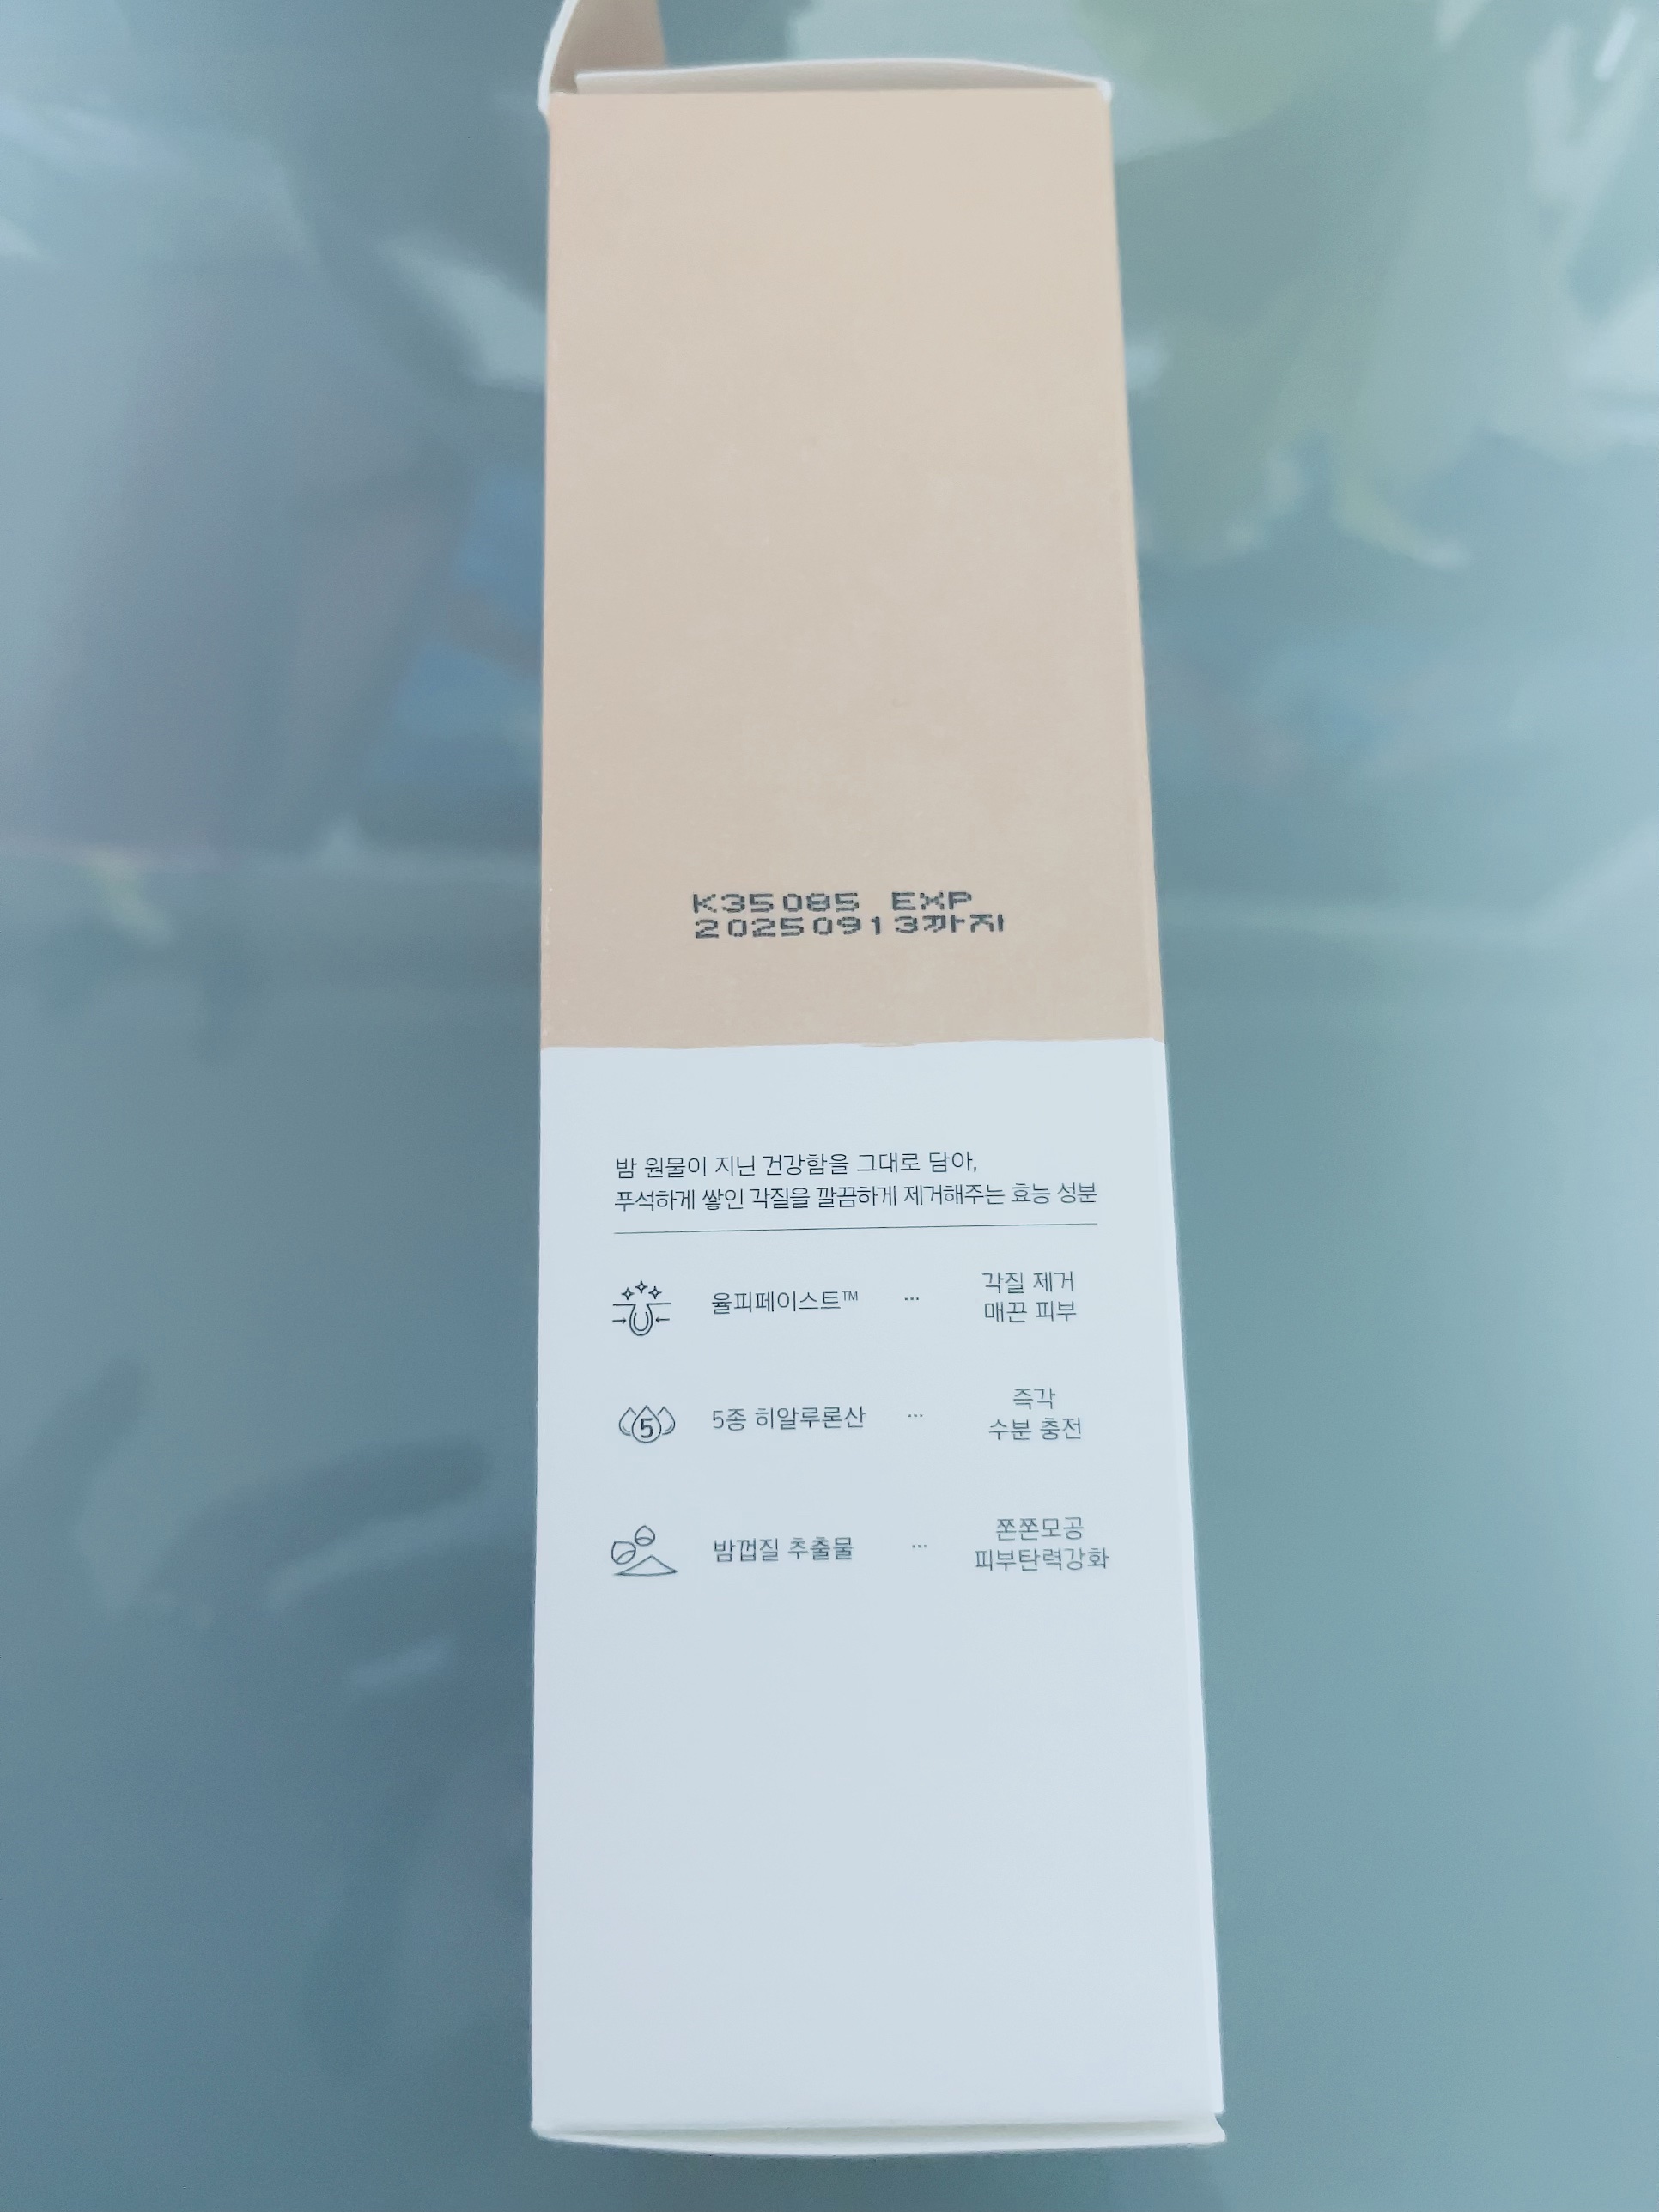 K35085 EXP
20250913까지
밤 원물이 지닌 건강함을 그대로 담아,
푸석하게 쌓인 각질을 깔끔하게 제거해주는 효능 성분
율피페이스트™ ... 각질 제거
매끈 피부
5
5종 히알루론산 ... 즉각
수분 충전
밤껍질 추출물 ... 쫀쫀모공
피부탄력강화